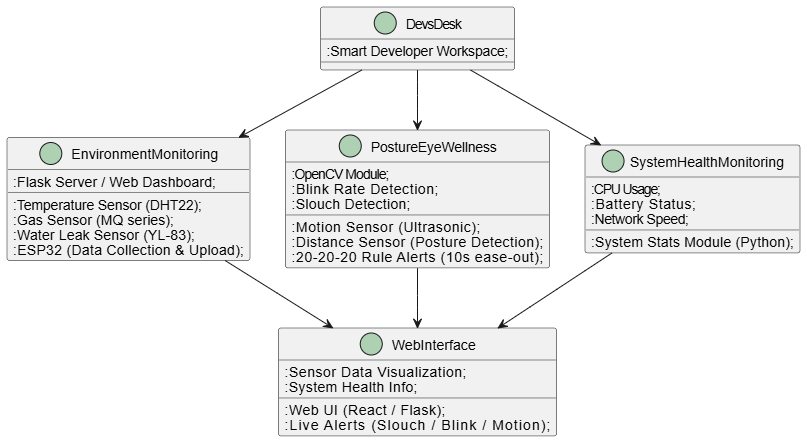 DevsDesk
:Smart Developer Workspace;
EnvironmentMonitoring
:Flask Server / Web Dashboard;
:Temperature Sensor (DHT22);
:Gas Sensor (MQ series);
:Water Leak Sensor (YL-83);
:ESP32 (Data Collection & Upload);
PostureEyeWellness
:OpenCV Module;
:Blink Rate Detection;
:Slouch Detection;
:Motion Sensor (Ultrasonic);
:Distance Sensor (Posture Detection);
:20-20-20 Rule Alerts (10s ease-out);
SystemHealthMonitoring
:CPU Usage;
:Battery Status;
:Network Speed;
:System Stats Module (Python);
WebInterface
:Sensor Data Visualization;
:System Health Info;
:Web UI (React / Flask);
:Live Alerts (Slouch / Blink / Motion);